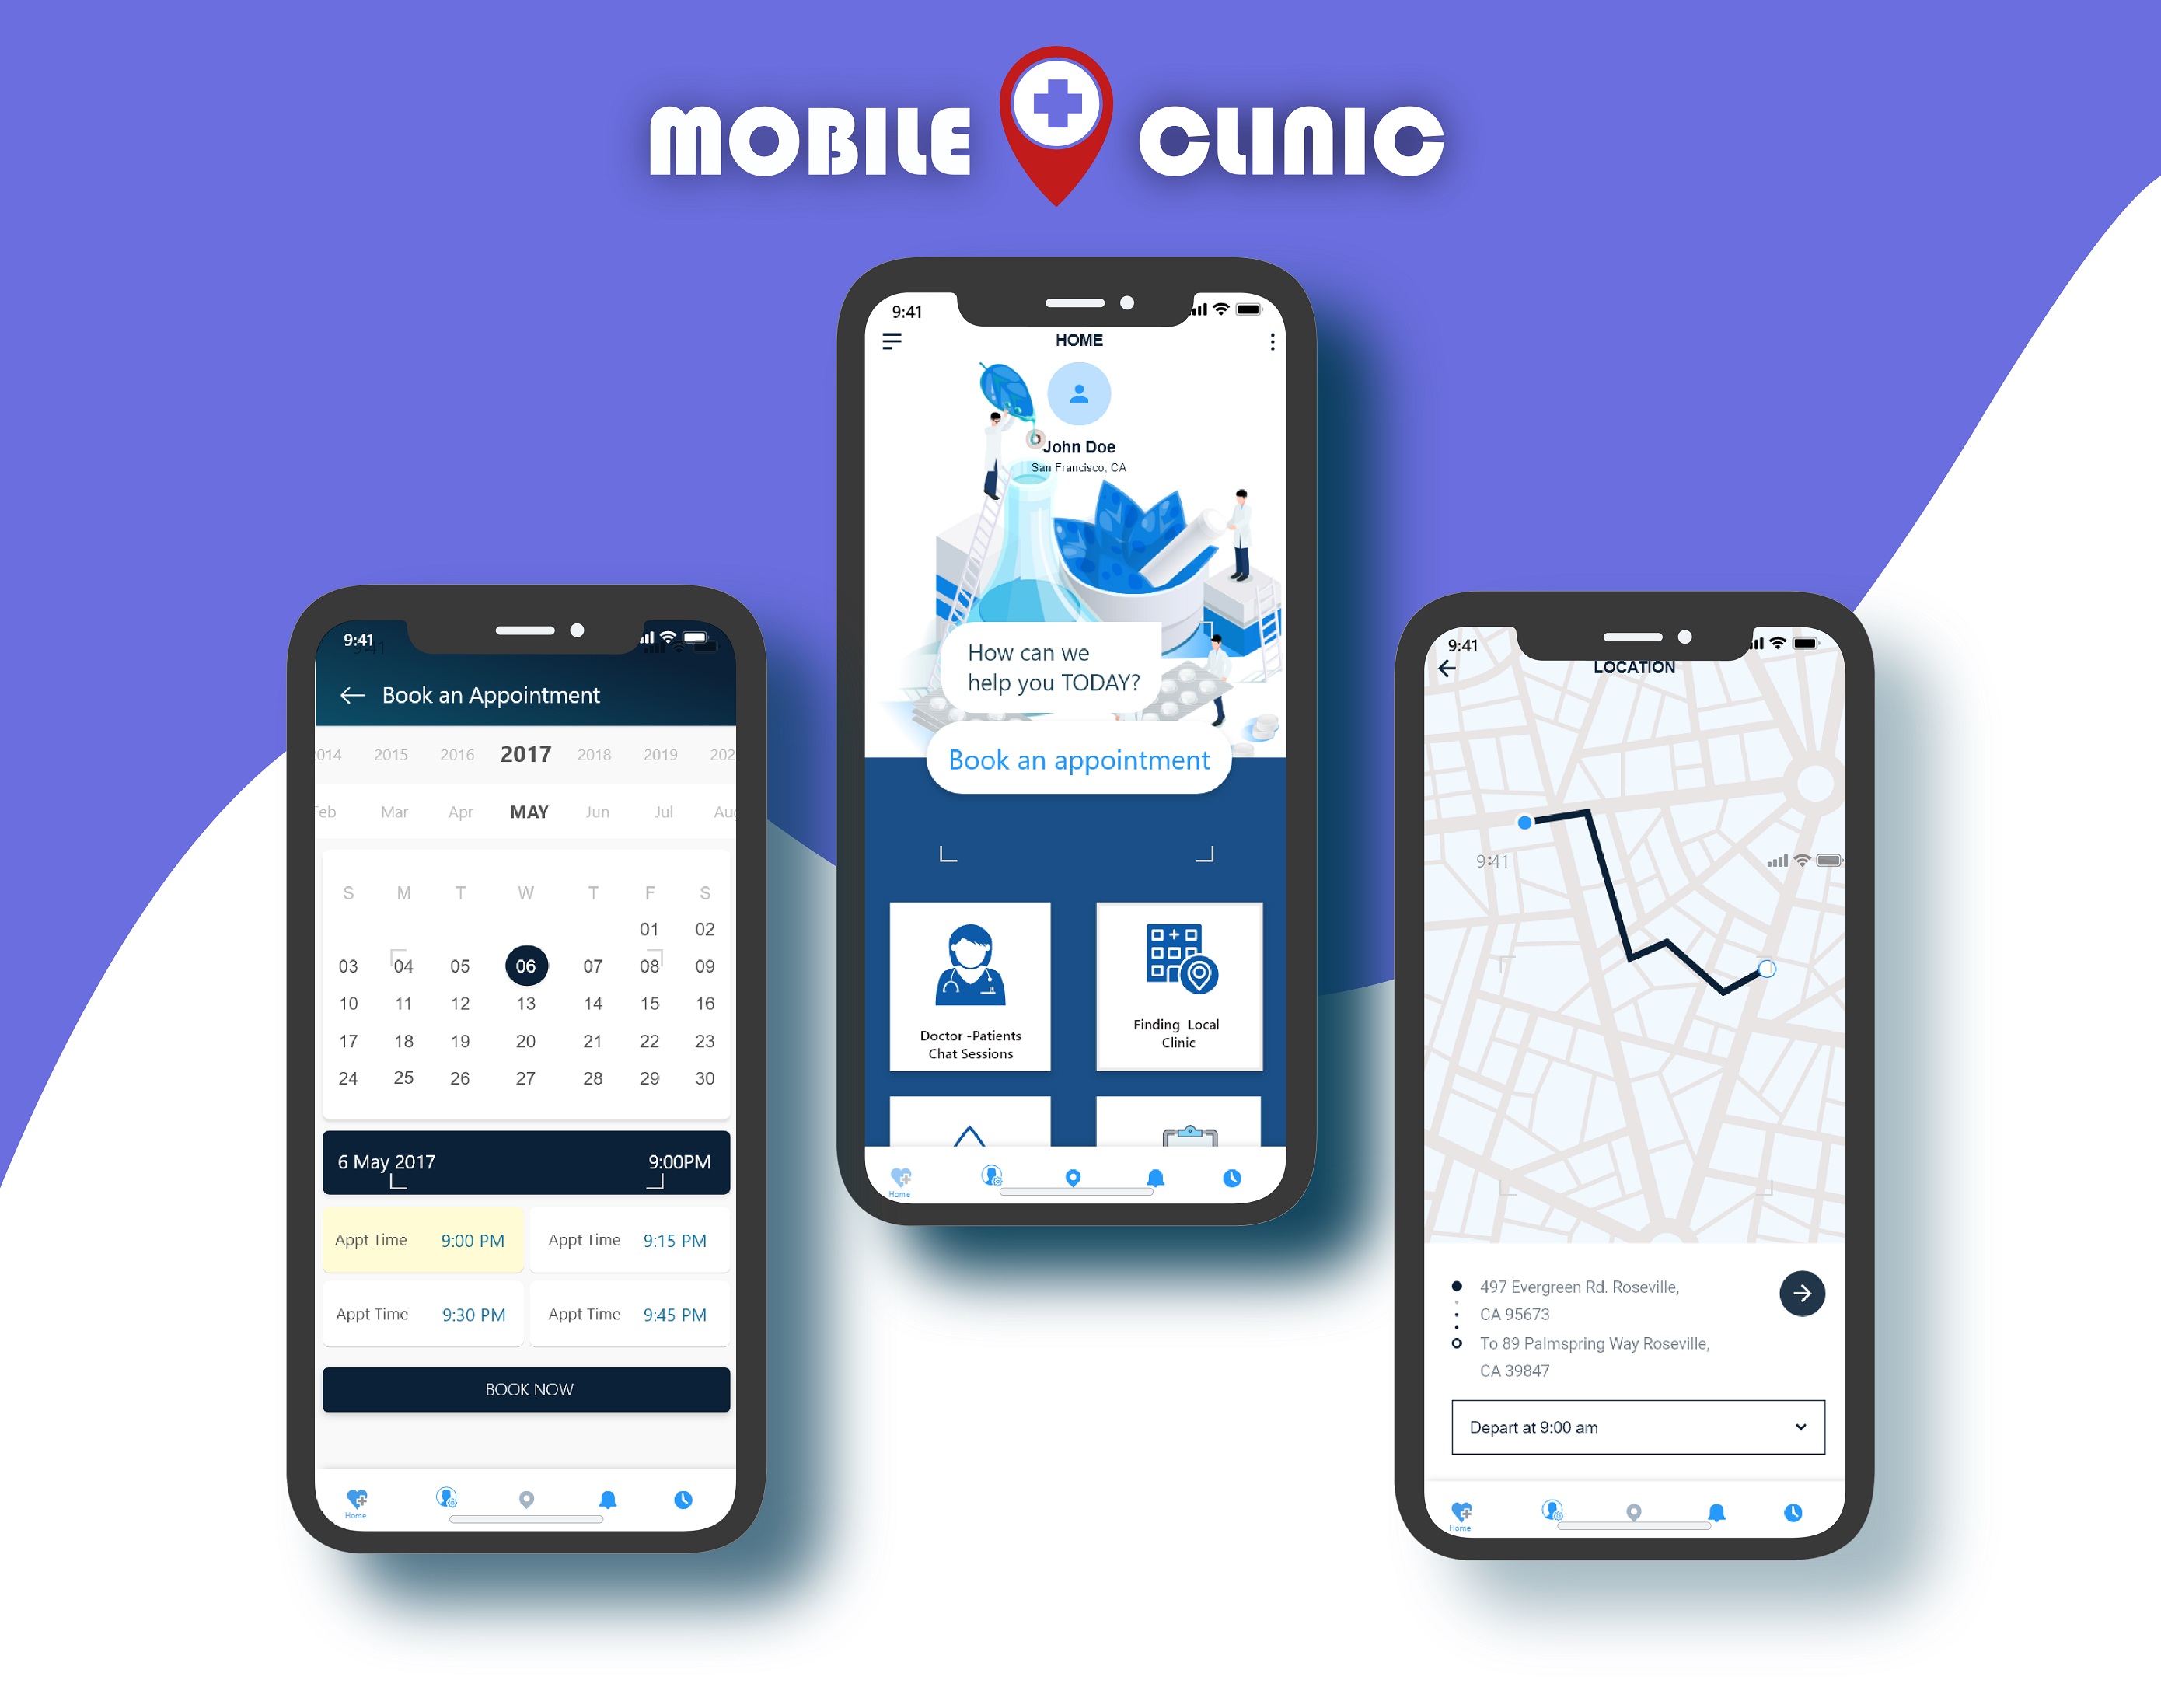 MOBILE CLINIC
9:41
HOME
John Doe
San Francisco, CA
How can we
help you TODAY?
Book an appointment
Doctor -Patients
Chat Sessions
Finding Local
Clinic
Home
9:41
9:41
Book an Appointment
014 2015 2016 2017 2018 2019 202
Feb Mar Apr MAY Jun Jul Aug
S M T W T F S
01 02
03 04 05 06 07 08 09
10 11 12 13 14 15 16
17 18 19 20 21 22 23
24 25 26 27 28 29 30
6 May 2017 9:00PM
Appt Time 9:00 PM Appt Time 9:15 PM
Appt Time 9:30 PM Appt Time 9:45 PM
BOOK NOW
Home
9:41
LOCATION
9:41
497 Evergreen Rd. Roseville,
CA 95673
To 89 Palmspring Way Roseville,
CA 39847
Depart at 9:00 am
Home